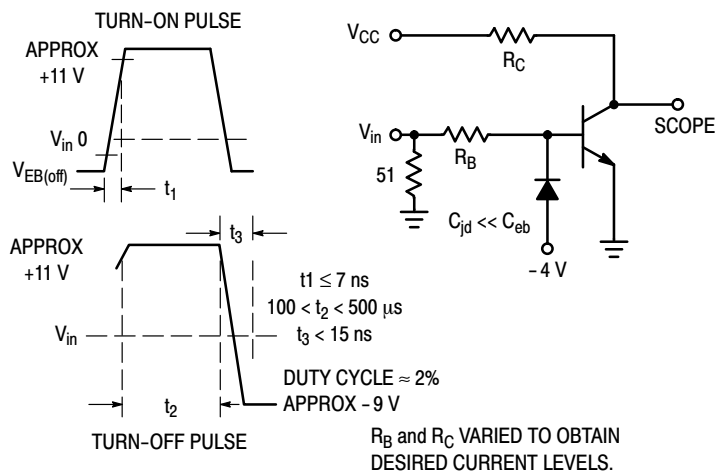 TURN-ON PULSE
APPROX
+11 V
V_in 0
V_EB(off)
t_1
APPROX
+11 V
t_3
t1 ≤ 7 ns
100 < t_2 < 500 μs
t_3 < 15 ns
V_in
DUTY CYCLE ≈ 2%
APPROX -9 V
t_2
TURN-OFF PULSE
V_CC
R_C
V_in
R_B
51
SCOPE
C_jd << C_eb
-4 V
R_B and R_C VARIED TO OBTAIN
DESIRED CURRENT LEVELS.